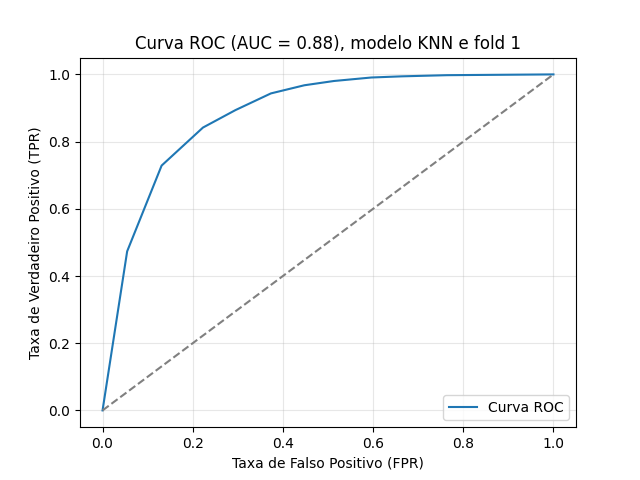 Curva ROC (AUC = 0.88), modelo KNN e fold 1
Taxa de Verdadeiro Positivo (TPR)
1.0
0.8
0.6
0.4
0.2
0.0
Curva ROC
0.0 0.2 0.4 0.6 0.8 1.0
Taxa de Falso Positivo (FPR)